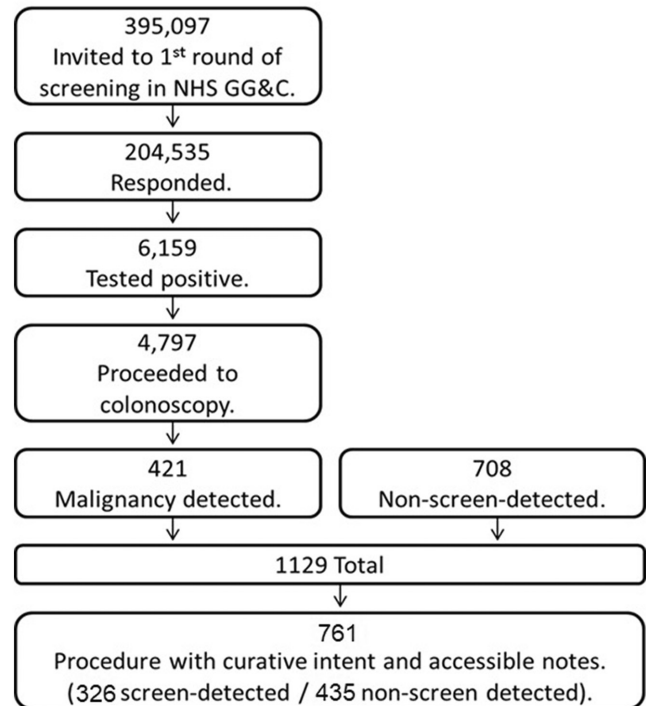 395,097
Invited to 1st round of
screening in NHS GG&C.
204,535
Responded.
6,159
Tested positive.
4,797
Proceeded to
colonoscopy.
421
Malignancy detected.
708
Non-screen-detected.
1129 Total
761
Procedure with curative intent and accessible notes.
(326 screen-detected / 435 non-screen detected).